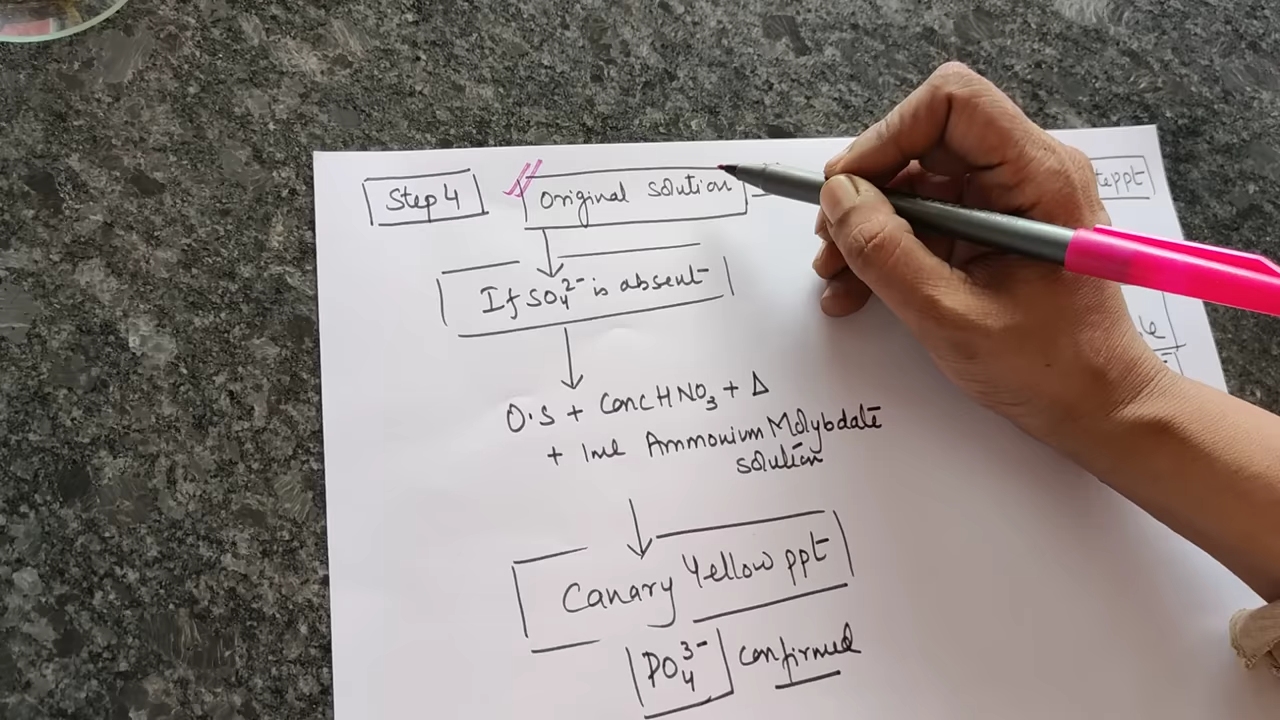 Step 4
Original solution
If SO₄²⁻ is absent
O.S + Conc HNO₃ + Δ
+ 1ml Ammonium Molybdate
solution
Canary Yellow ppt
PO₄³⁻ confirmed